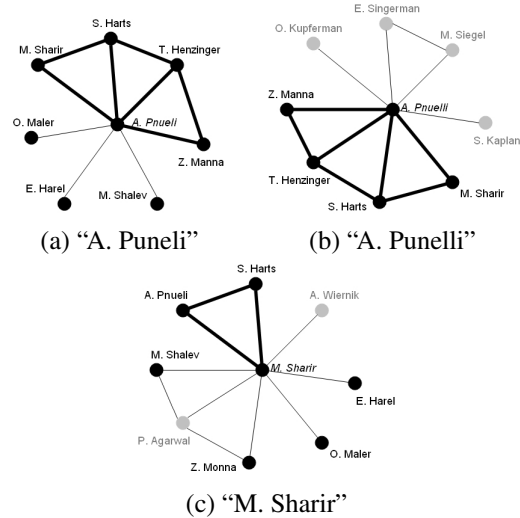 S. Harts
M. Sharir
T. Henzinger
O. Maler
A. Pnueli
Z. Manna
E. Harel
M. Shalev
(a) “A. Puneli”
E. Singerman
O. Kupferman
M. Siegel
Z. Manna
A. Pnuelli
S. Kaplan
T. Henzinger
M. Sharir
S. Harts
(b) “A. Punelli”
S. Harts
A. Pnueli
A. Wiernik
M. Shalev
M. Sharir
E. Harel
P. Agarwal
O. Maler
Z. Monna
(c) “M. Sharir”